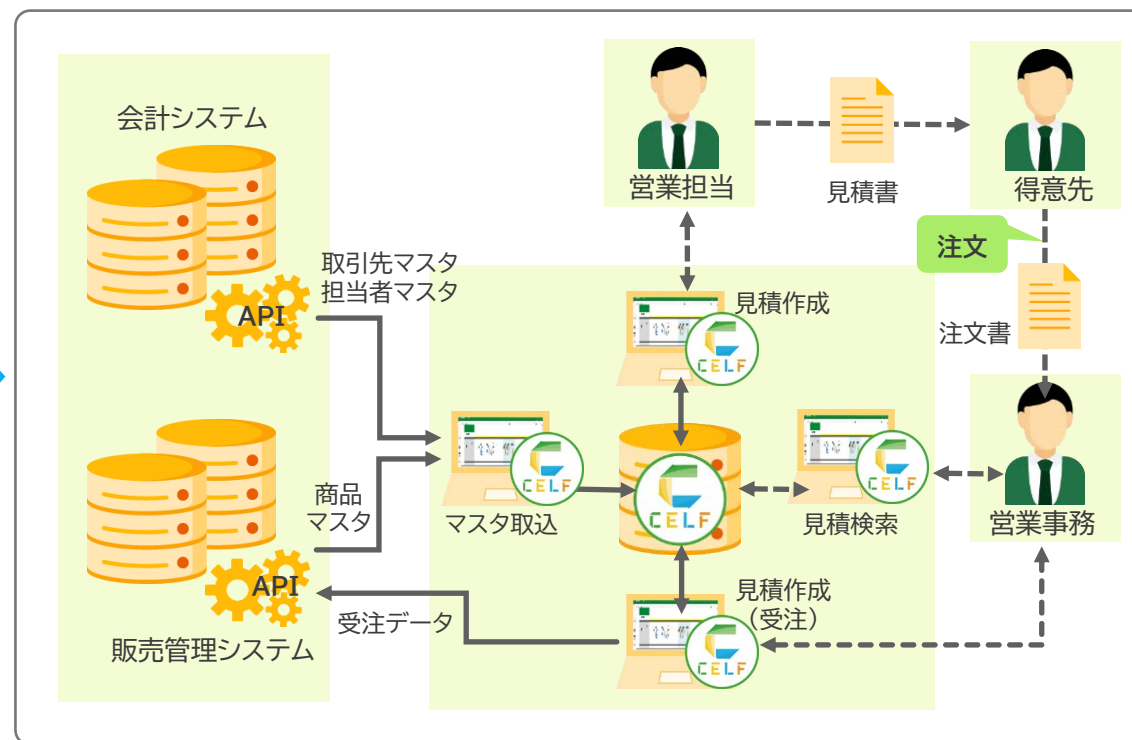 会計システム
API
取引先マスタ
担当者マスタ
営業担当
見積書
得意先
注文
注文書
見積作成
CELF
マスタ取込
CELF
CELF
見積検索
CELF
営業事務
商品
マスタ
API
販売管理システム
受注データ
見積作成
（受注）
CELF